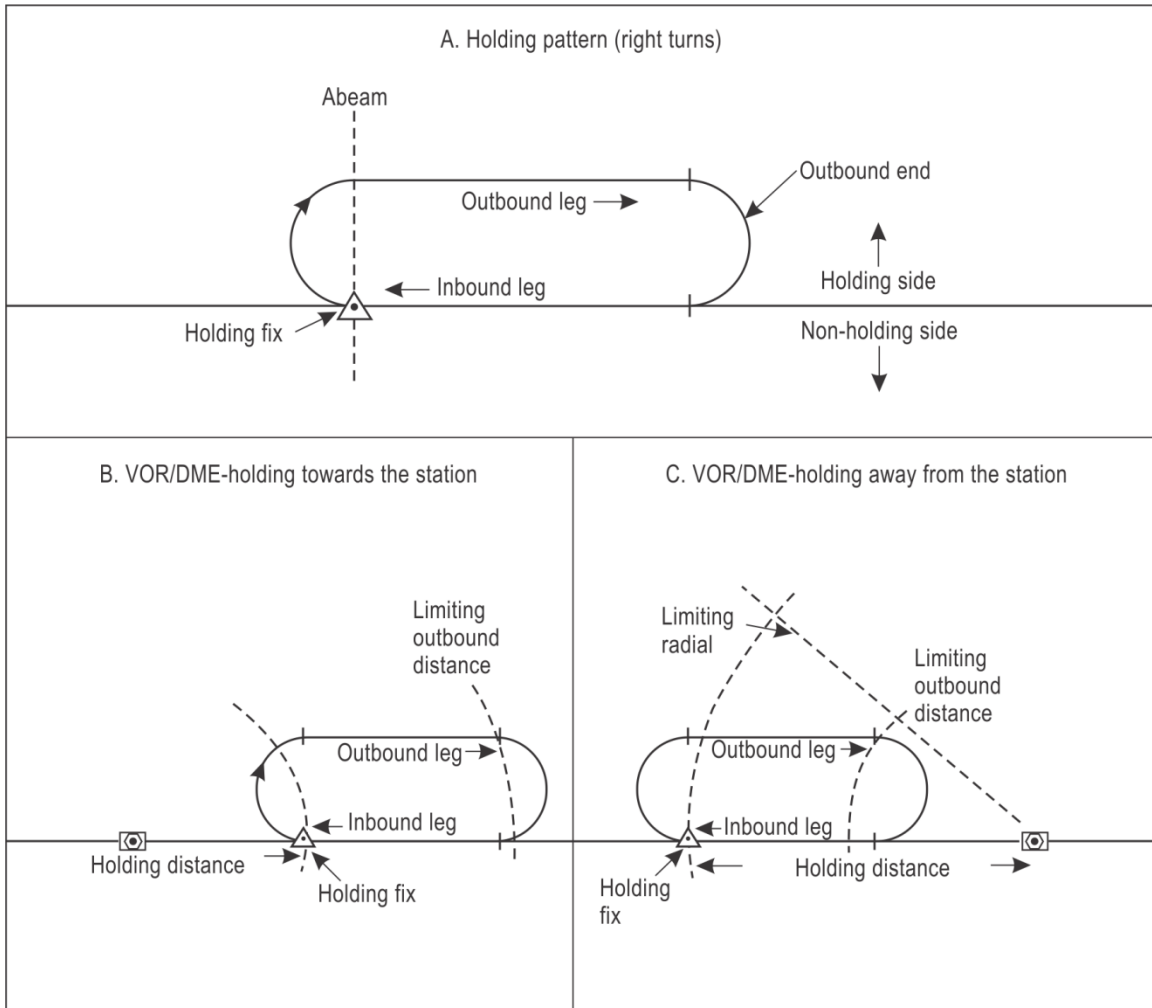 A. Holding pattern (right turns)
Abeam
Outbound end
Outbound leg
Holding side
Inbound leg
Holding fix
Non-holding side
B. VOR/DME-holding towards the station
Limiting
outbound
distance
Outbound leg
Inbound leg
Holding distance
Holding fix
C. VOR/DME-holding away from the station
Limiting
radial
Limiting
outbound
distance
Outbound leg
Inbound leg
Holding distance
Holding
fix